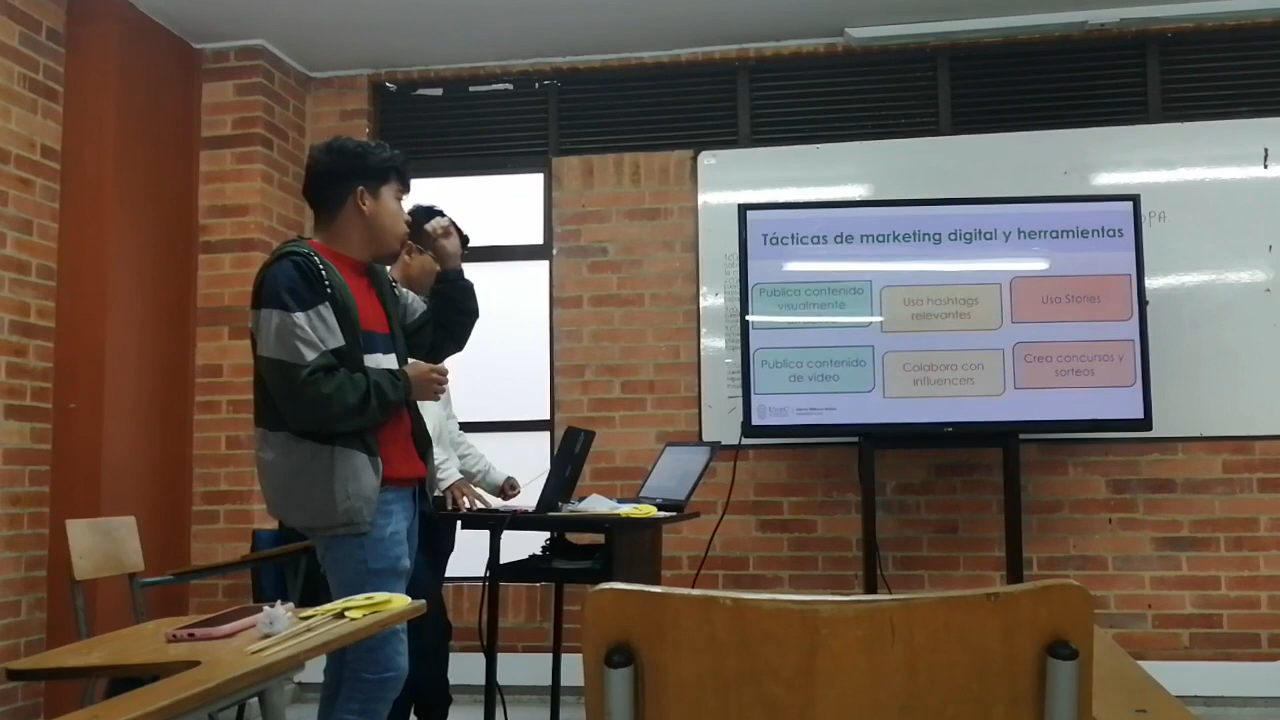 Tácticas de marketing digital y herramientas
Publica contenido
visualmente
Usa hashtags
relevantes
Usa Stories
Publica contenido
de video
Colabora con
influencers
Crea concursos y
sorteos
OPA